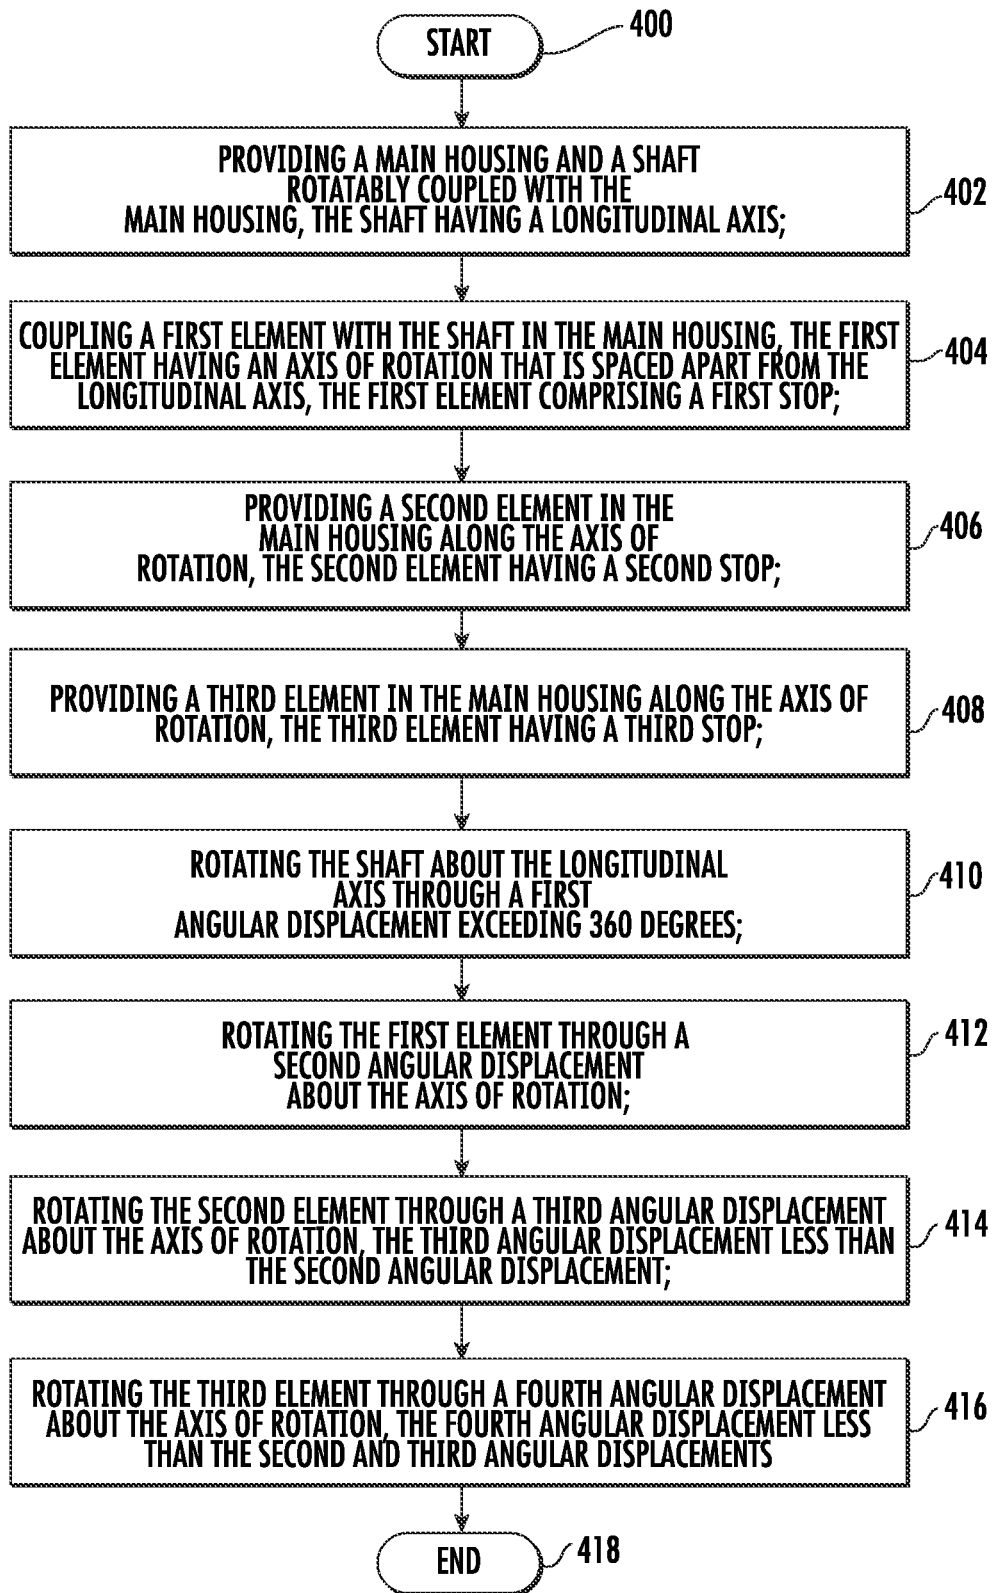 START
400
PROVIDING A MAIN HOUSING AND A SHAFT
ROTATABLY COUPLED WITH THE
MAIN HOUSING, THE SHAFT HAVING A LONGITUDINAL AXIS;
402
COUPLING A FIRST ELEMENT WITH THE SHAFT IN THE MAIN HOUSING, THE FIRST
ELEMENT HAVING AN AXIS OF ROTATION THAT IS SPACED APART FROM THE
LONGITUDINAL AXIS, THE FIRST ELEMENT COMPRISING A FIRST STOP;
404
PROVIDING A SECOND ELEMENT IN THE
MAIN HOUSING ALONG THE AXIS OF
ROTATION, THE SECOND ELEMENT HAVING A SECOND STOP;
406
PROVIDING A THIRD ELEMENT IN THE MAIN HOUSING ALONG THE AXIS OF
ROTATION, THE THIRD ELEMENT HAVING A THIRD STOP;
408
ROTATING THE SHAFT ABOUT THE LONGITUDINAL
AXIS THROUGH A FIRST
ANGULAR DISPLACEMENT EXCEEDING 360 DEGREES;
410
ROTATING THE FIRST ELEMENT THROUGH A
SECOND ANGULAR DISPLACEMENT
ABOUT THE AXIS OF ROTATION;
412
ROTATING THE SECOND ELEMENT THROUGH A THIRD ANGULAR DISPLACEMENT
ABOUT THE AXIS OF ROTATION, THE THIRD ANGULAR DISPLACEMENT LESS THAN
THE SECOND ANGULAR DISPLACEMENT;
414
ROTATING THE THIRD ELEMENT THROUGH A FOURTH ANGULAR DISPLACEMENT
ABOUT THE AXIS OF ROTATION, THE FOURTH ANGULAR DISPLACEMENT LESS
THAN THE SECOND AND THIRD ANGULAR DISPLACEMENTS
416
END
418